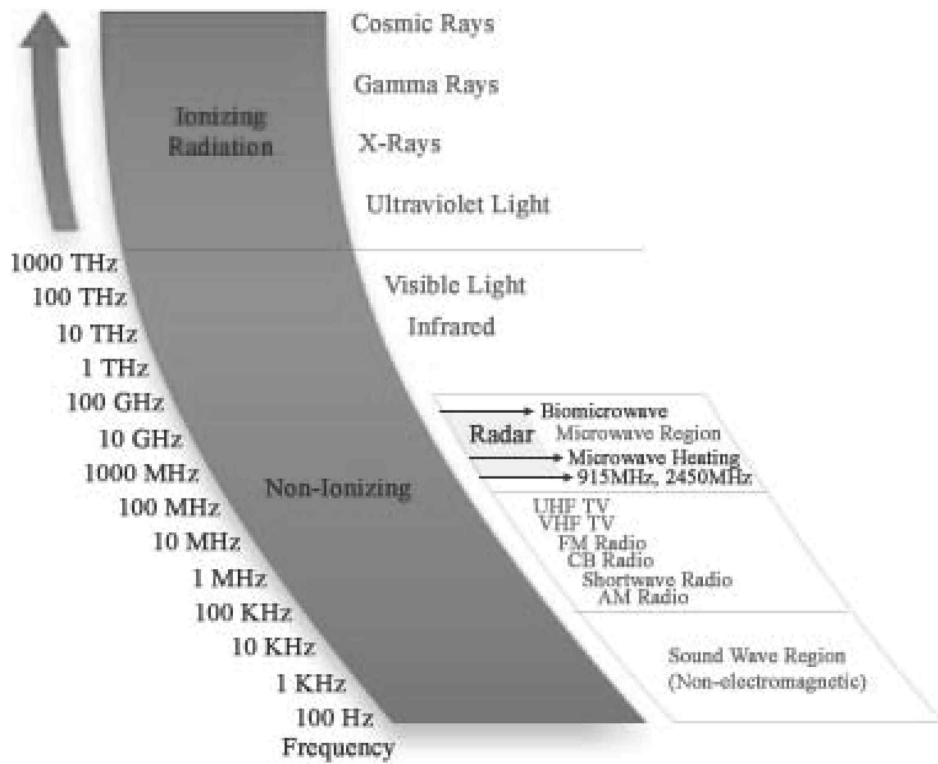 Cosmic Rays
Gamma Rays
Ionizing
Radiation
X-Rays
Ultraviolet Light
1000 THz
Visible Light
100 THz
Infrared
10 THz
1 THz
100 GHz
Biomicrowave
Radar
Microwave Region
10 GHz
Microwave Heating
1000 MHz
915MHz, 2450MHz
Non-Ionizing
100 MHz
UHF TV
VHF TV
10 MHz
FM Radio
CB Radio
1 MHz
Shortwave Radio
AM Radio
100 KHz
10 KHz
Sound Wave Region
(Non-electromagnetic)
1 KHz
100 Hz
Frequency